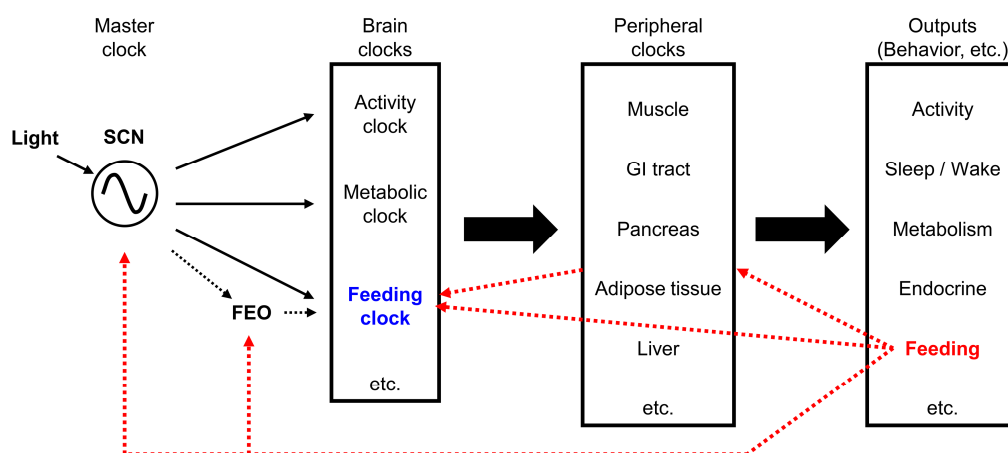 Master
clock
Brain
clocks
Peripheral
clocks
Outputs
(Behavior, etc.)
Light
SCN
FEO
Activity
clock
Metabolic
clock
Feeding
clock
etc.
Muscle
GI tract
Pancreas
Adipose tissue
Liver
etc.
Activity
Sleep / Wake
Metabolism
Endocrine
Feeding
etc.